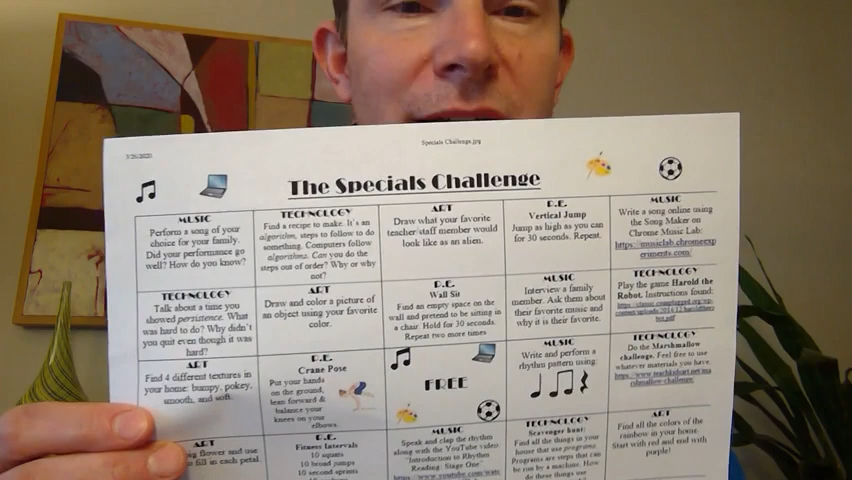 3/26/2020
Specials Challenge.jpg
The Specials Challenge
MUSIC
Perform a song of your
choice for your family.
Did your performance go
well? How do you know?
TECHNOLOGY
Find a recipe to make. It's an
algorithm, steps to follow to do
something. Computers follow
algorithms. Can you do the
steps out of order? Why or why
not?
ART
Draw what your favorite
teacher/staff member would
look like as an alien.
P.E.
Vertical Jump
Jump as high as you can
for 30 seconds. Repeat.
MUSIC
Write a song online using
the Song Maker on
Chrome Music Lab:
https://musiclab.chromeexp
eriments.com/
TECHNOLOGY
Talk about a time you
showed persistence. What
was hard to do? Why didn't
you quit even though it was
hard?
ART
Draw and color a picture of
an object using your favorite
color.
P.E.
Wall Sit
Find an empty space on the
wall and pretend to be sitting in
a chair. Hold for 30 seconds.
Repeat two more times
MUSIC
Interview a family
member. Ask them
about their favorite music
and why it is their favorite.
TECHNOLOGY
Play the game Harold the
Robot. Instructions found:
ART
Find 4 different textures in
your home: bumpy, pokey,
smooth, and soft.
P.E.
Crane Pose
Put your hands
on the ground,
lean forward &
balance your
knees on your
elbows.
FREE
MUSIC
Write and perform a
rhythm pattern using:
TECHNOLOGY
Do the Marshmallow
challenge. Feel free to use
whatever materials you have.
ART
flower and use
fill in each petal.
P.E.
Fitness Intervals
10 squats
10 broad jumps
10 second sprints
MUSIC
Speak and clap the rhythm
along with the YouTube video
"Introduction to Rhythm
Reading: Stage One"
TECHNOLOGY
Scavenger hunt:
Find all the things in your
house that use programs.
Programs are steps that can
be run by a machine. How
do these things use
ART
Find all the colors of the
rainbow in your home.
Start with red and end with
purple!